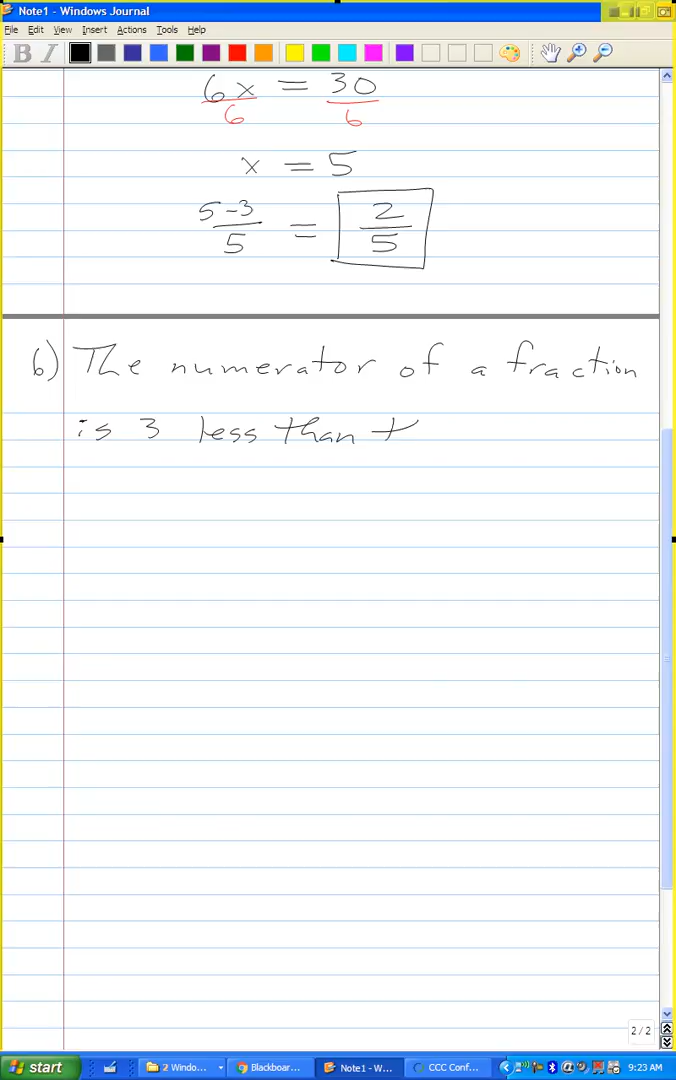 Note1 - Windows Journal
File Edit View Insert Actions Tools Help
B I
6x = 30
6 6
x = 5
5-3 2
5 = 5
6) The numerator of a fraction
is 3 less than t
2 / 2
start 2 Windo... Blackboar... Note1 - W... CCC Conf... 9:23 AM